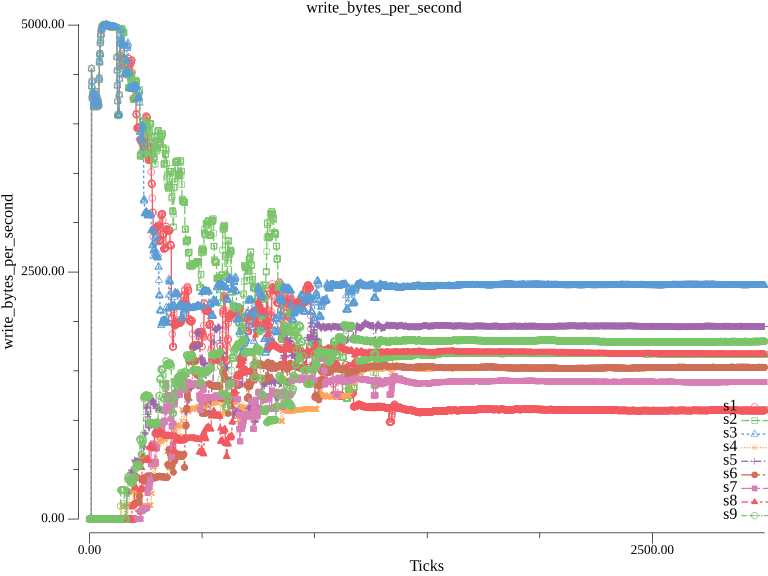 write_bytes_per_second
5000.00
2500.00
0.00
write_bytes_per_second
0.00
2500.00
Ticks
s1
s2
s3
s4
s5
s6
s7
s8
s9